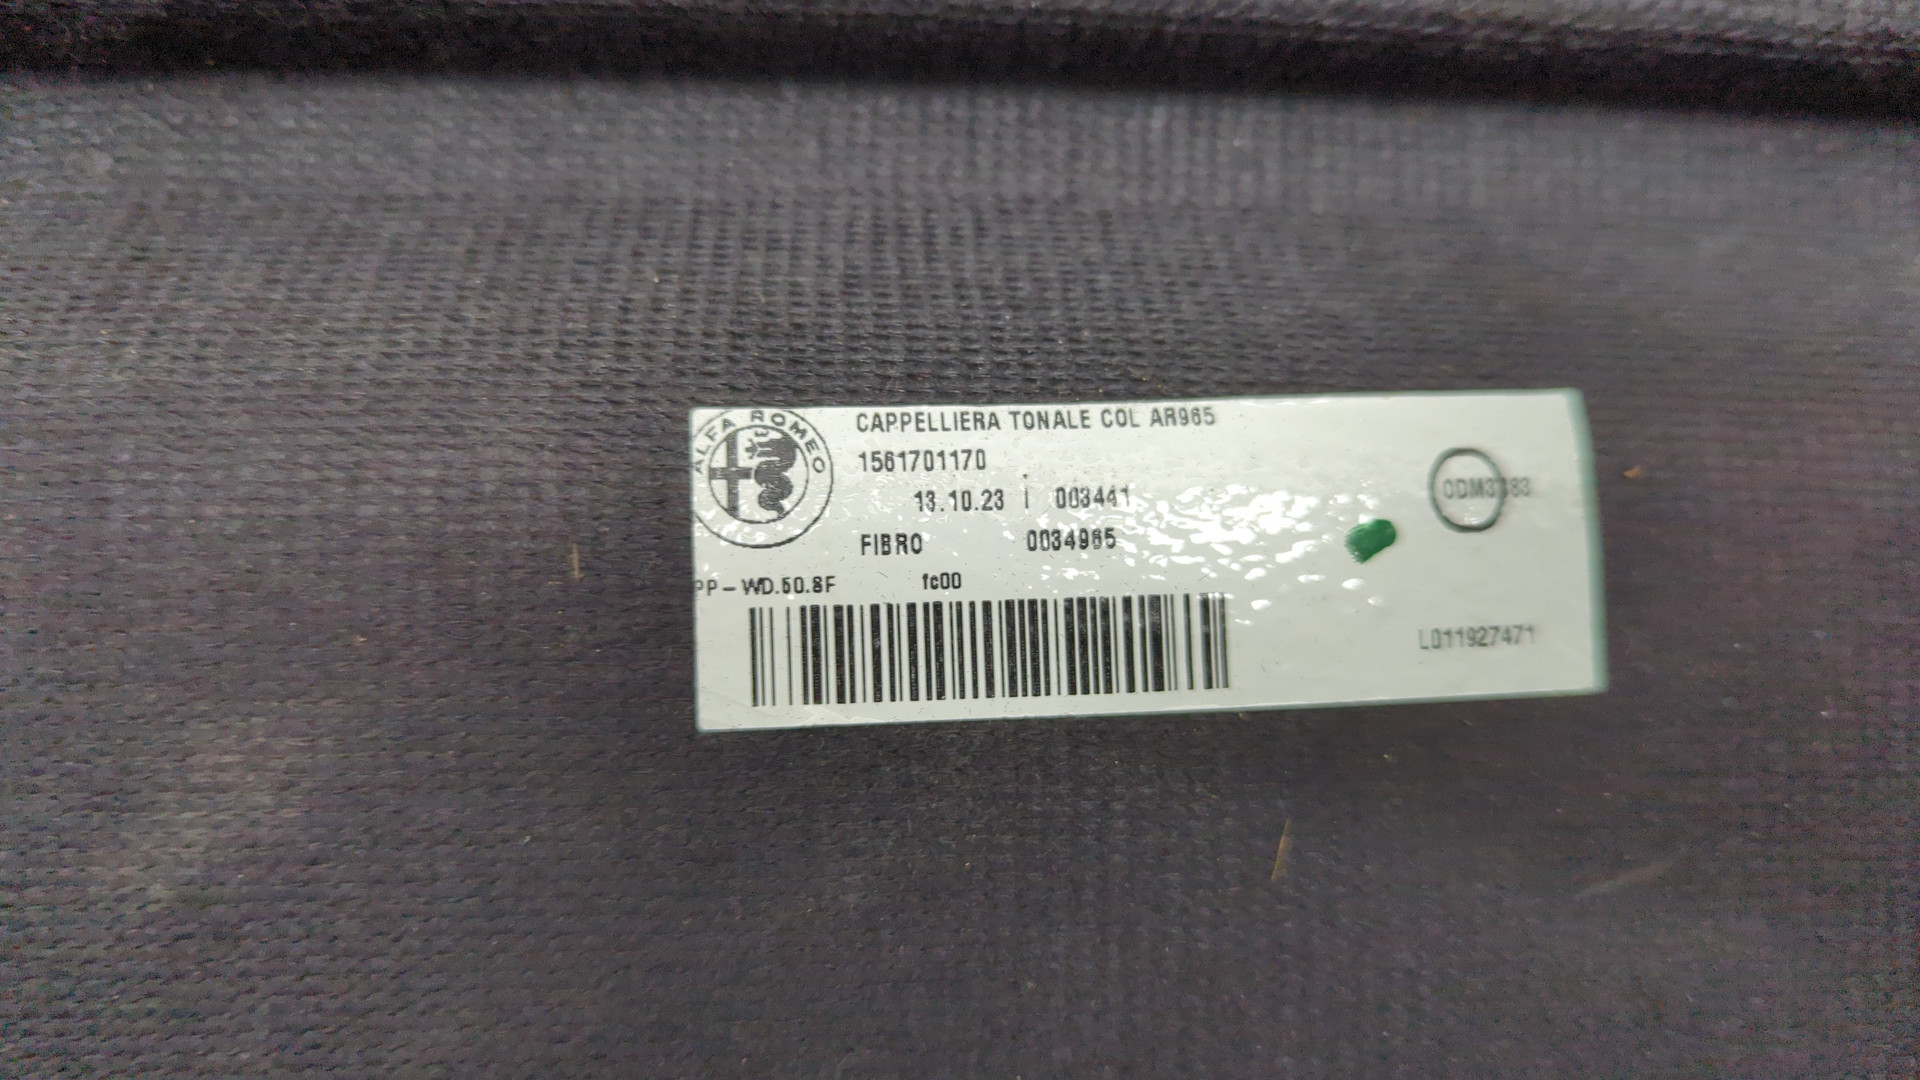 ALFA ROMEO
CAPPELLIERA TONALE COL AR965
1561701170
13.10.23 | 003441
FIBRO 0034965
PP-WD.50.8F fc00
ODM3383
L011927471